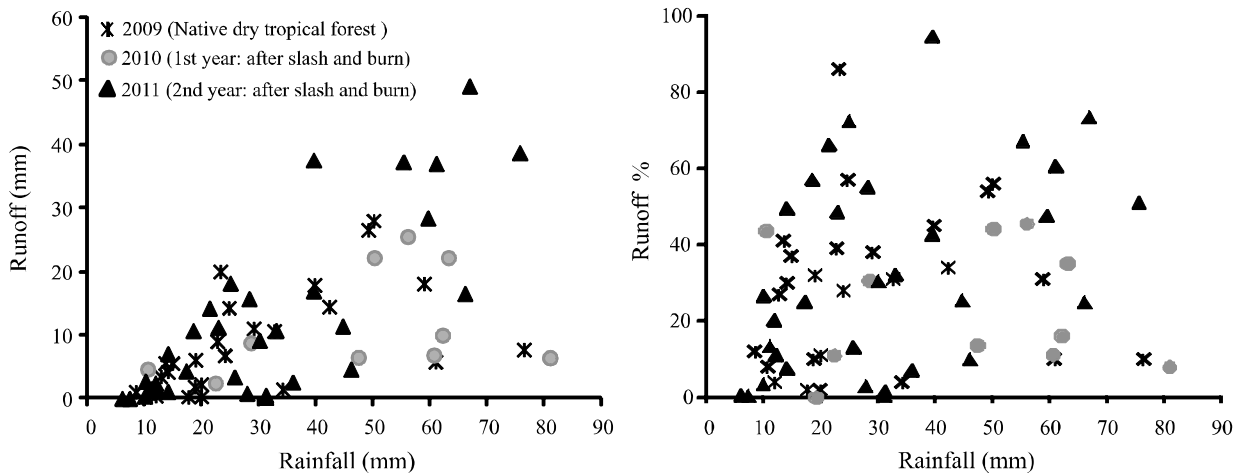 60
50
40
30
20
10
0
Runoff (mm)
2009 (Native dry tropical forest )
2010 (1st year: after slash and burn)
2011 (2nd year: after slash and burn)
0 10 20 30 40 50 60 70 80 90
Rainfall (mm)
100
80
60
40
20
0
Runoff %
0 10 20 30 40 50 60 70 80 90
Rainfall (mm)